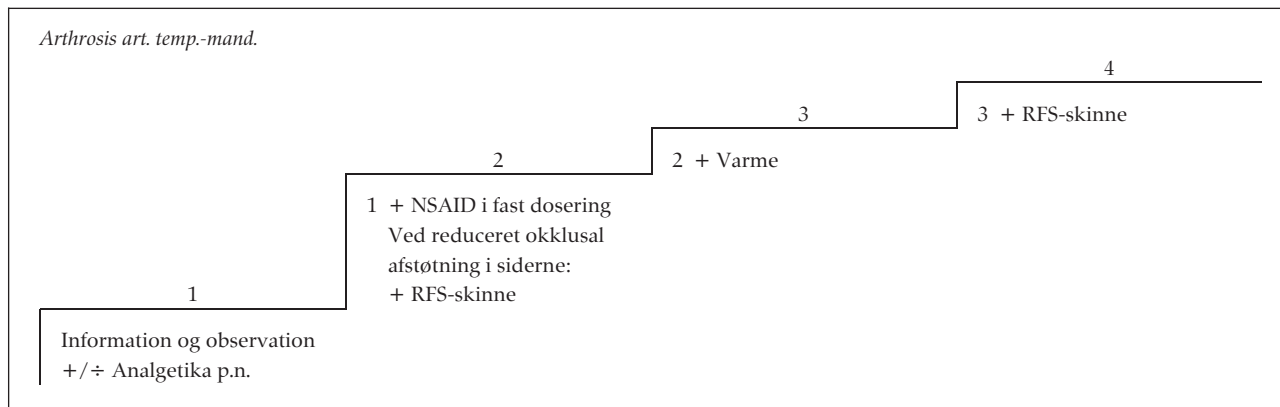 Arthrosis art. temp.-mand.
1
Information og observation
+/÷ Analgetika p.n.
2
1 + NSAID i fast dosering
Ved reduceret okklusal
afstøtning i siderne:
+ RFS-skinne
3
2 + Varme
4
3 + RFS-skinne